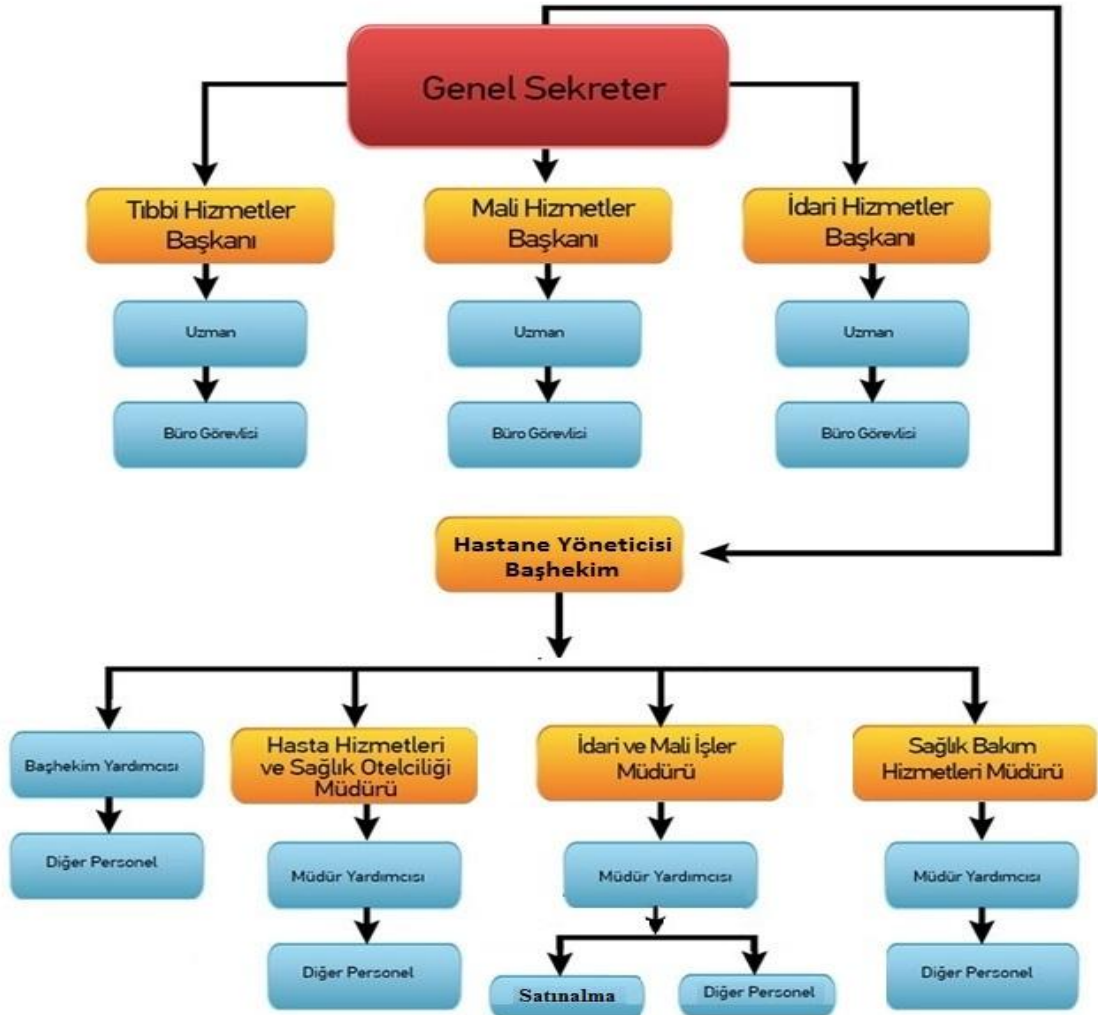 Genel Sekreter
Tıbbi Hizmetler
Başkanı
Mali Hizmetler
Başkanı
İdari Hizmetler
Başkanı
Uzman
Uzman
Uzman
Büro Görevlisi
Büro Görevlisi
Büro Görevlisi
Hastane Yöneticisi
Başhekim
Başhekim Yardımcısı
Hasta Hizmetleri
ve Sağlık Otelciliği
Müdürü
İdari ve Mali İşler
Müdürü
Sağlık Bakım
Hizmetleri Müdürü
Diğer Personel
Müdür Yardımcısı
Müdür Yardımcısı
Müdür Yardımcısı
Diğer Personel
Satınalma
Diğer Personel
Diğer Personel